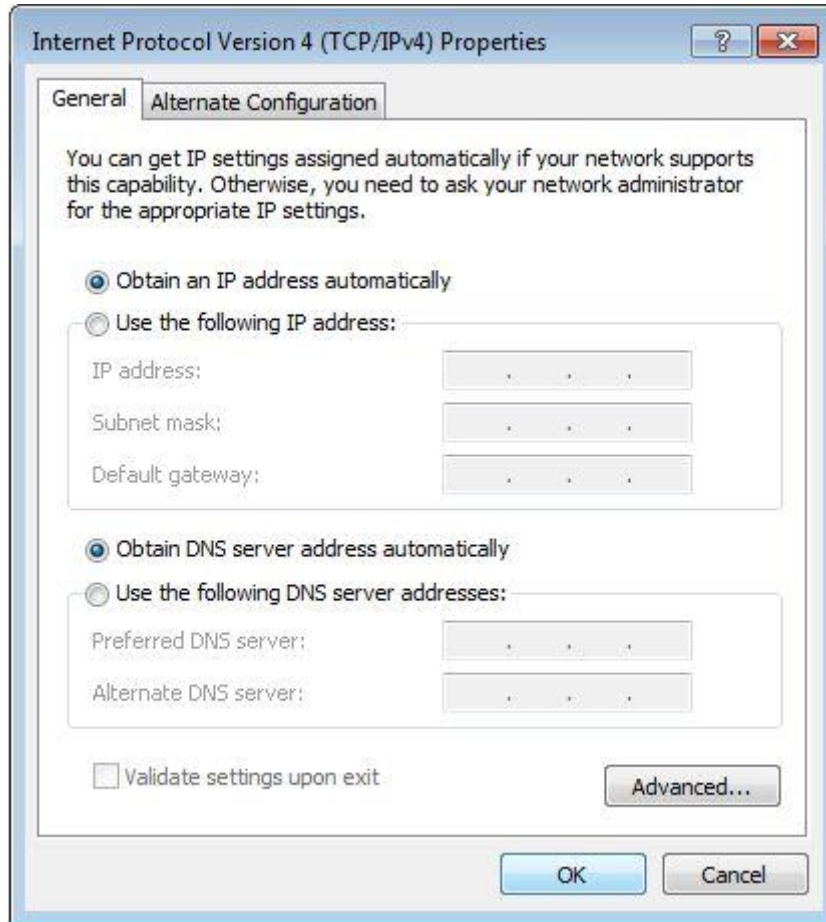 Internet Protocol Version 4 (TCP/IPv4) Properties
General
Alternate Configuration
You can get IP settings assigned automatically if your network supports
this capability. Otherwise, you need to ask your network administrator
for the appropriate IP settings.
Obtain an IP address automatically
Use the following IP address:
IP address:
Subnet mask:
Default gateway:
Obtain DNS server address automatically
Use the following DNS server addresses:
Preferred DNS server:
Alternate DNS server:
Validate settings upon exit
Advanced...
OK
Cancel